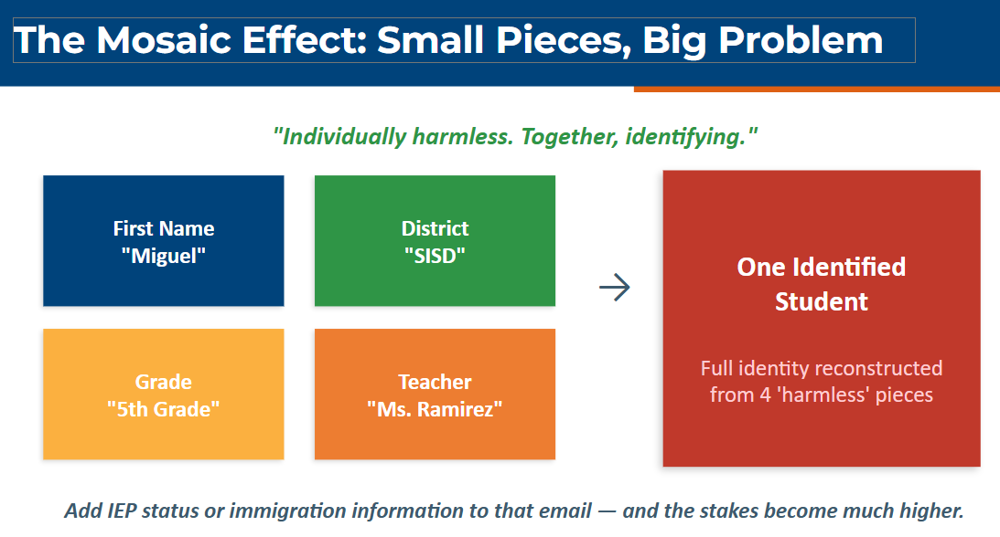 The Mosaic Effect: Small Pieces, Big Problem
"Individually harmless. Together, identifying."
First Name
"Miguel"
District
"SISD"
Grade
"5th Grade"
Teacher
"Ms. Ramirez"
→
One Identified
Student
Full identity reconstructed
from 4 'harmless' pieces
Add IEP status or immigration information to that email — and the stakes become much higher.